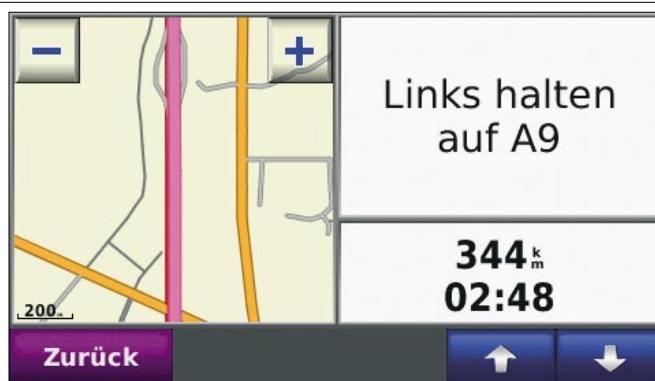 − +
Links halten
auf A9
344 km
02:48
200 m
Zurück